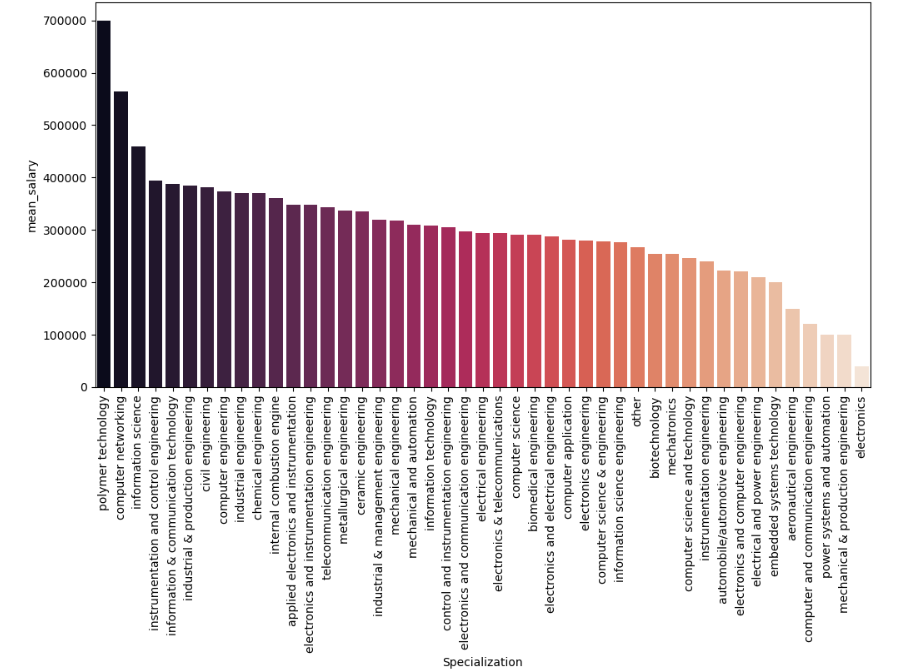 700000
600000
500000
400000
300000
200000
100000
0
mean_salary
polymer technology
computer networking
information science
instrumentation and control engineering
information & communication technology
industrial & production engineering
civil engineering
computer engineering
industrial engineering
chemical engineering
internal combustion engine
applied electronics and instrumentation
electronics and instrumentation engineering
telecommunication engineering
metallurgical engineering
ceramic engineering
industrial & management engineering
mechanical engineering
mechanical and automation
information technology
control and instrumentation engineering
electronics and communication engineering
electrical engineering
electronics & telecommunications
computer science
biomedical engineering
electronics and electrical engineering
computer application
electronics engineering
computer science & engineering
information science engineering
other
biotechnology
mechatronics
computer science and technology
instrumentation engineering
automobile/automotive engineering
electronics and computer engineering
electrical and power engineering
embedded systems technology
aeronautical engineering
computer and communication engineering
power systems and automation
mechanical & production engineering
electronics
Specialization